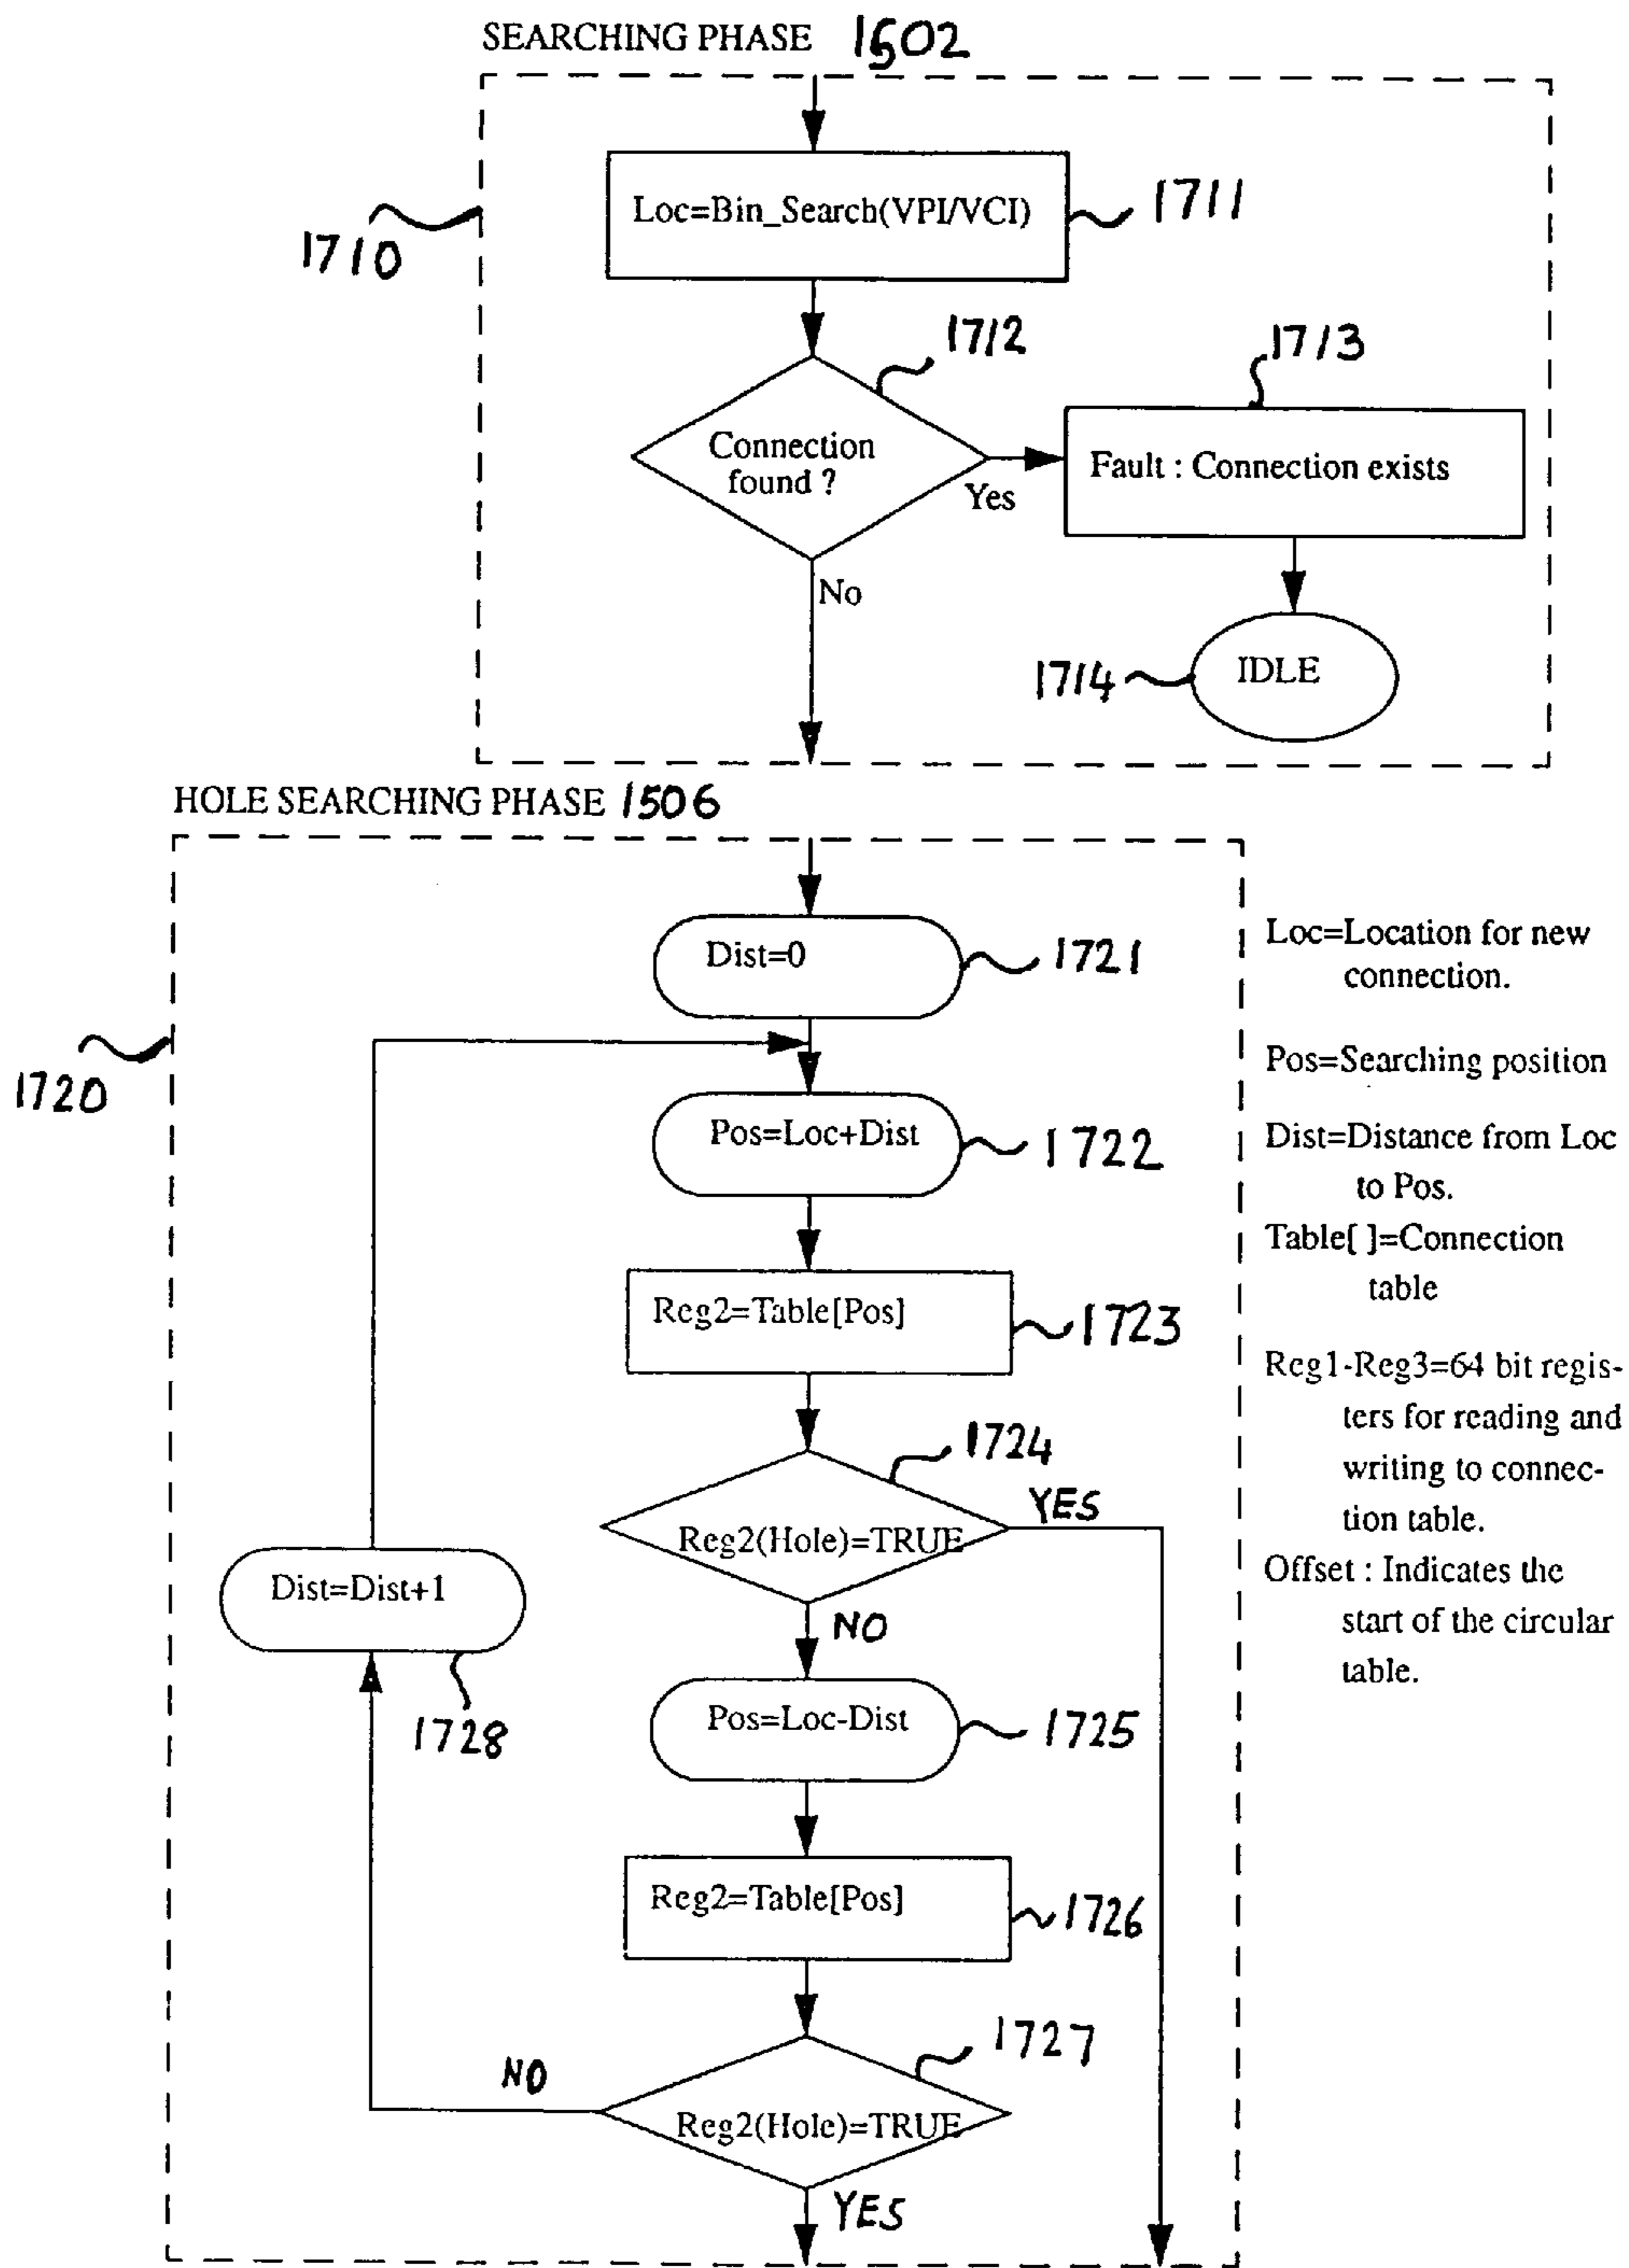 SEARCHING PHASE 1502
Loc=Bin_Search(VPI/VCI)
1711
1710
1712
1713
Connection
found ?
Yes
Fault : Connection exists
No
1714
IDLE
HOLE SEARCHING PHASE 1506
Dist=0
1721
1720
Pos=Loc+Dist
1722
Reg2=Table[Pos]
1723
1724
Reg2(Hole)=TRUE
YES
NO
Dist=Dist+1
1728
Pos=Loc-Dist
1725
Reg2=Table[Pos]
1726
1727
Reg2(Hole)=TRUE
NO
YES
Loc=Location for new
connection.
Pos=Searching position
Dist=Distance from Loc
to Pos.
Table[ ]=Connection
table
Reg1-Reg3=64 bit regis-
ters for reading and
writing to connec-
tion table.
Offset : Indicates the
start of the circular
table.